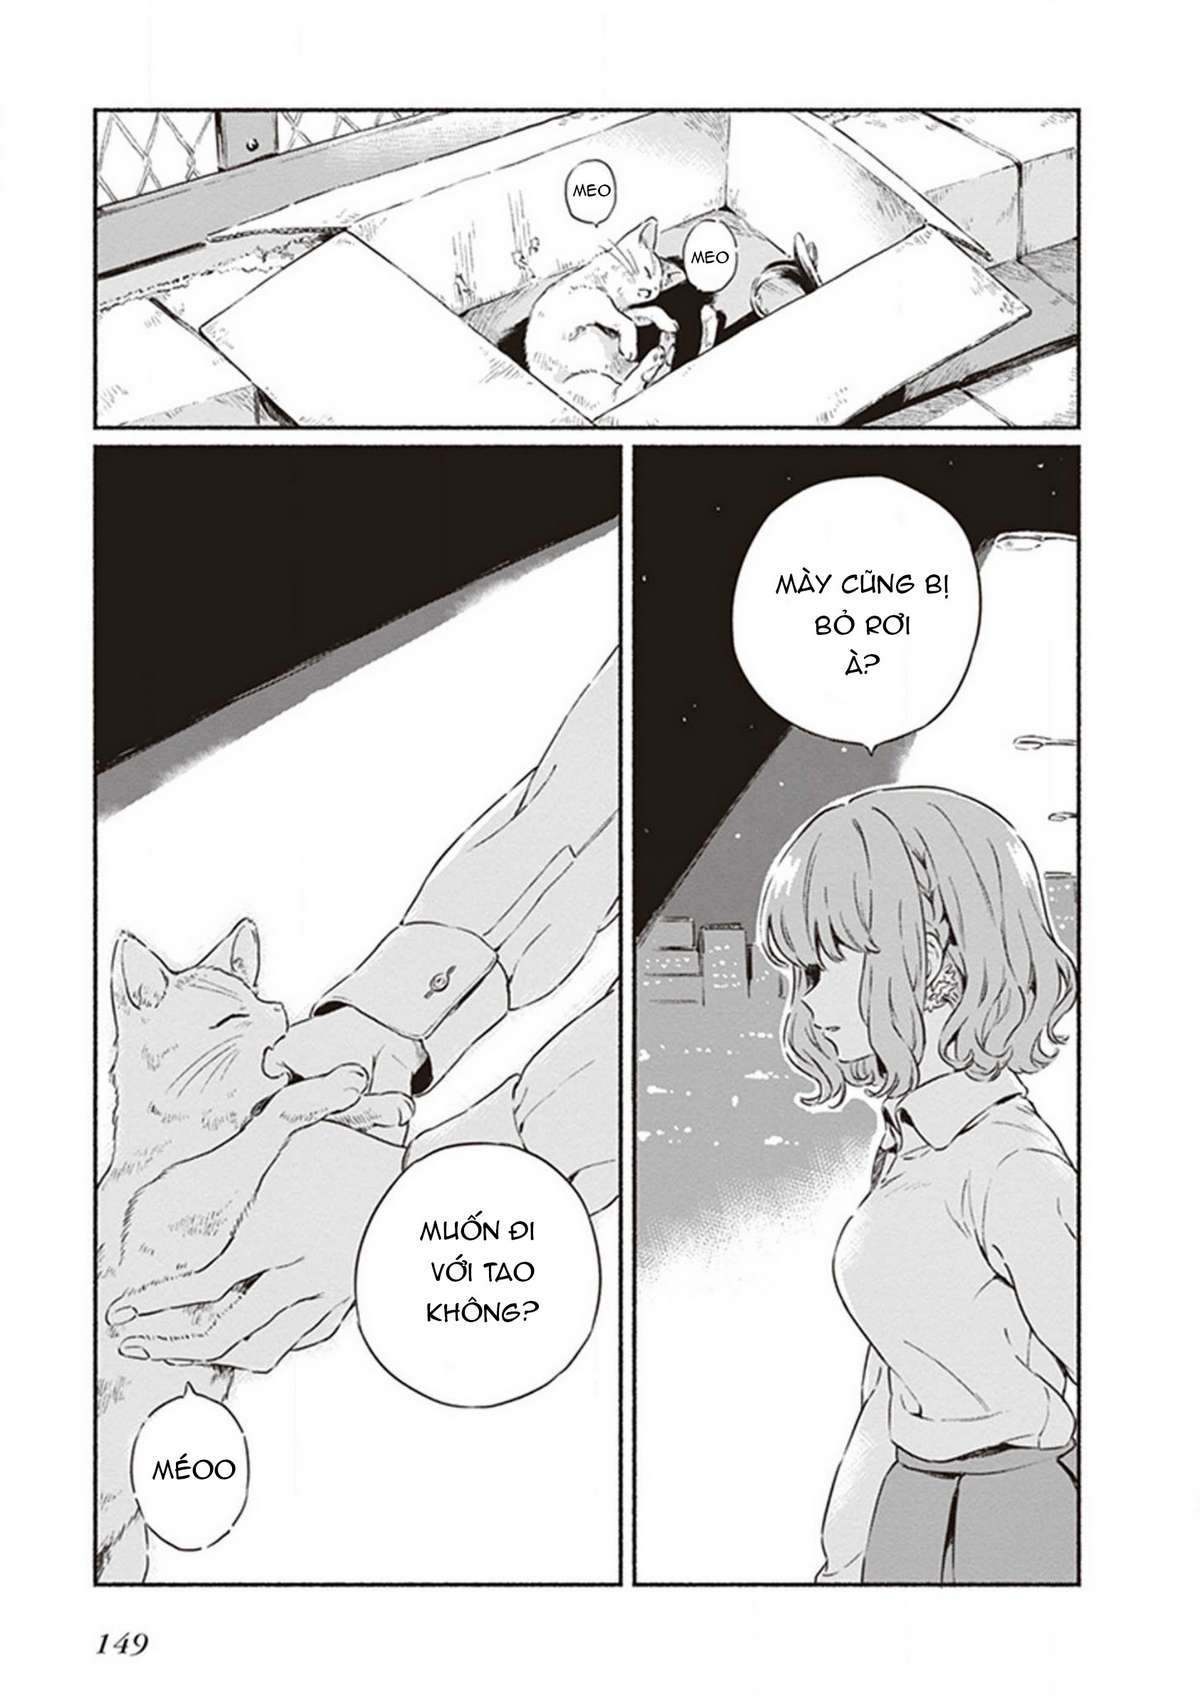 MEO
MEO
MÀY CŨNG BỊ
BỎ RƠI
À?
MUỐN ĐI
VỚI TAO
KHÔNG?
MÉOO
149